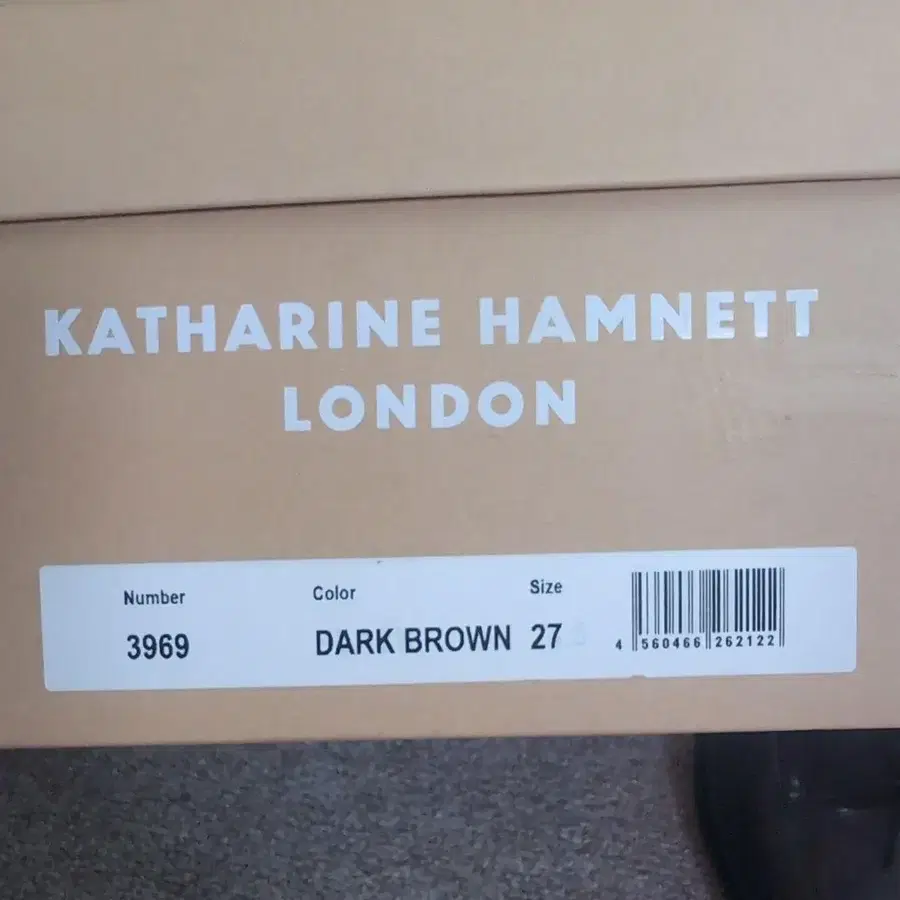 KATHARINE HAMNETT
LONDON
Number Color Size
3969 DARK BROWN 27
4 560466 262122